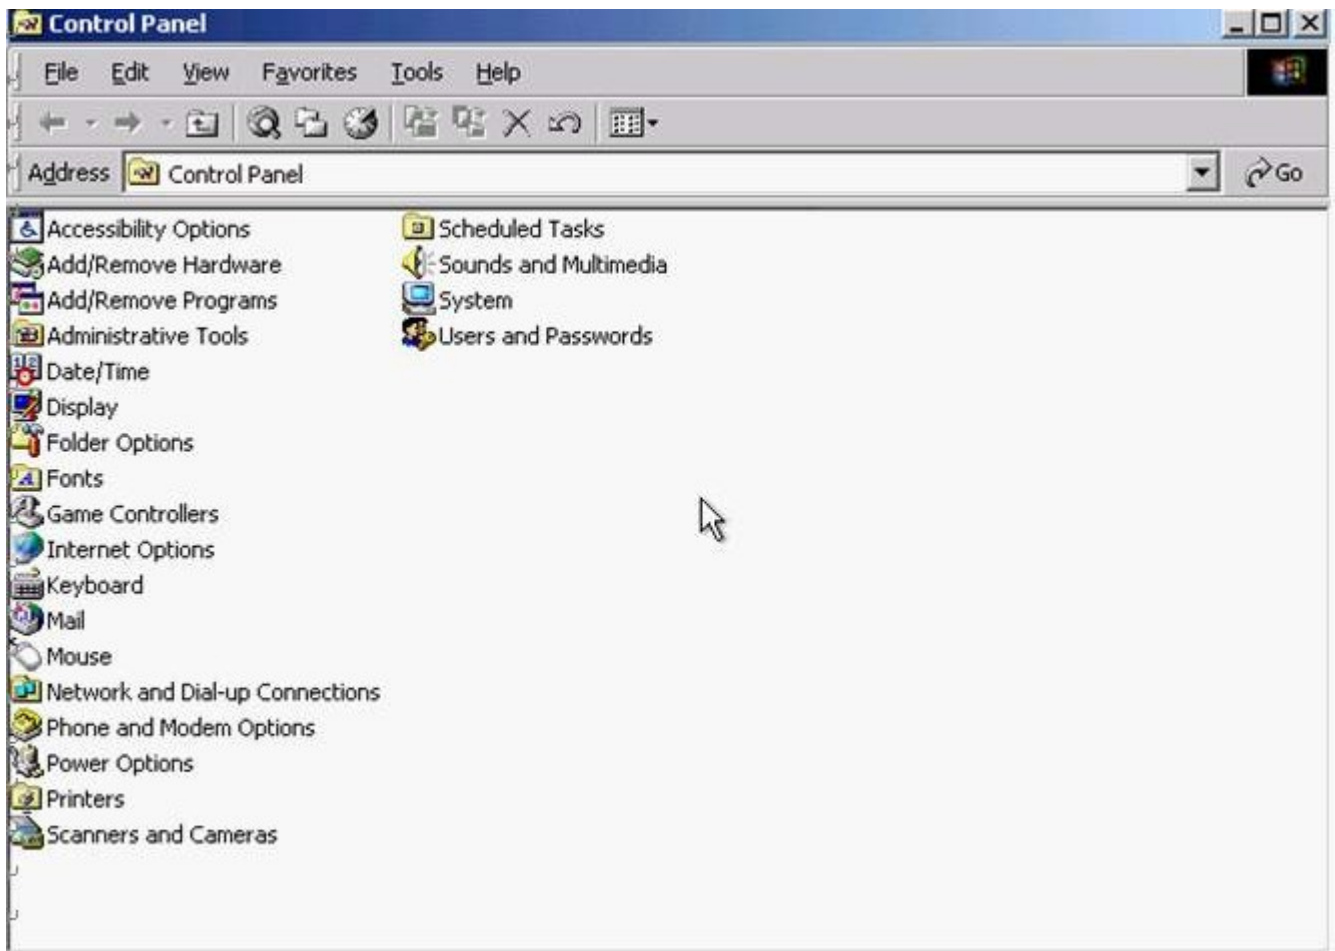 Control Panel
File Edit View Favorites Tools Help
Address Control Panel Go
Accessibility Options
Add/Remove Hardware
Add/Remove Programs
Administrative Tools
Date/Time
Display
Folder Options
Fonts
Game Controllers
Internet Options
Keyboard
Mail
Mouse
Network and Dial-up Connections
Phone and Modem Options
Power Options
Printers
Scanners and Cameras
Scheduled Tasks
Sounds and Multimedia
System
Users and Passwords